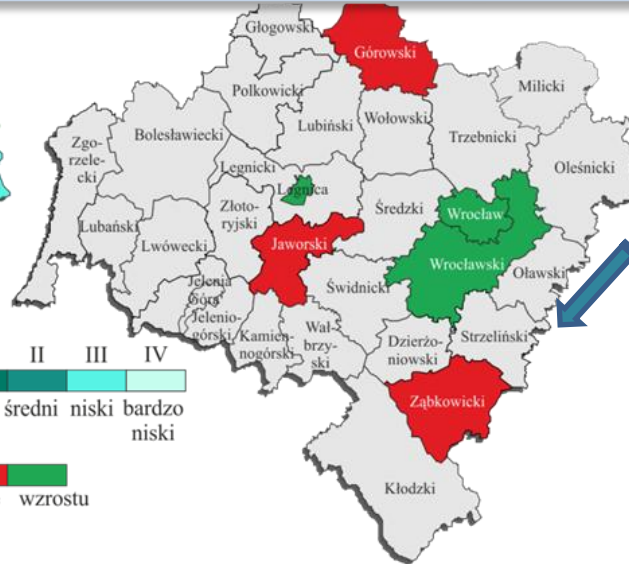 Głogowski
Górowski
Milicki
Polkowicki
Lubiński
Wołowski
Trzebnicki
Zgo-
rzele-
cki
Bolesławiecki
Oleśnicki
Legnicki
Legnica
Złoto-
ryjski
Średzki
Wrocław
Lubański
Lwówecki
Jaworski
Wrocławski
Oławski
Jelenia
Góra
Świdnicki
Jelenio-
górski
Kamien-
nogórski
Wał-
brzy-
ski
Dzierżo-
niowski
Strzeliński
II III IV
średni niski bardzo
niski
Ząbkowicki
wzrostu
Kłodzki